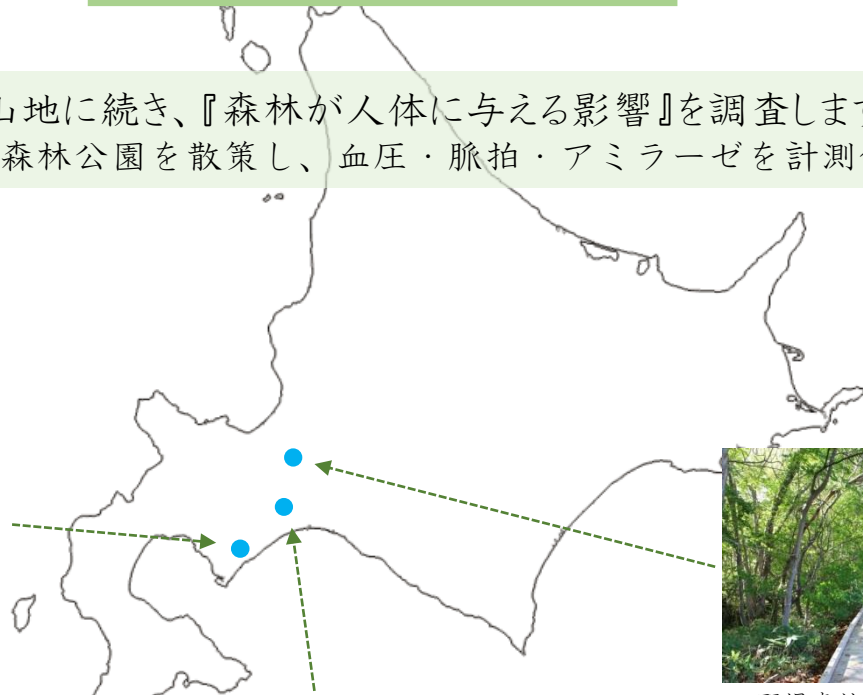 山地に続き、『森林が人体に与える影響』を調査します
森林公園を散策し、血圧・脈拍・アミラーゼを計測